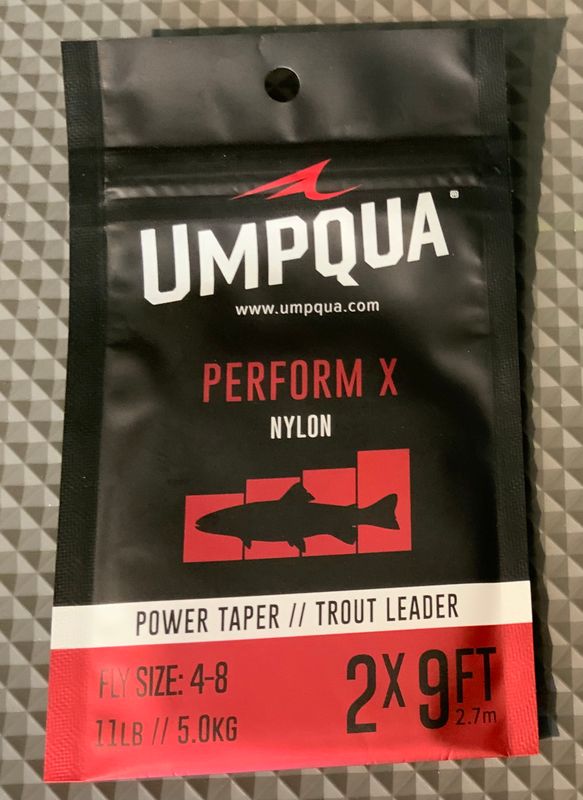 UMPQUA®
www.umpqua.com
PERFORM X
NYLON
POWER TAPER // TROUT LEADER
FLY SIZE: 4-8
11LB // 5.0KG
2X 9FT
2.7m